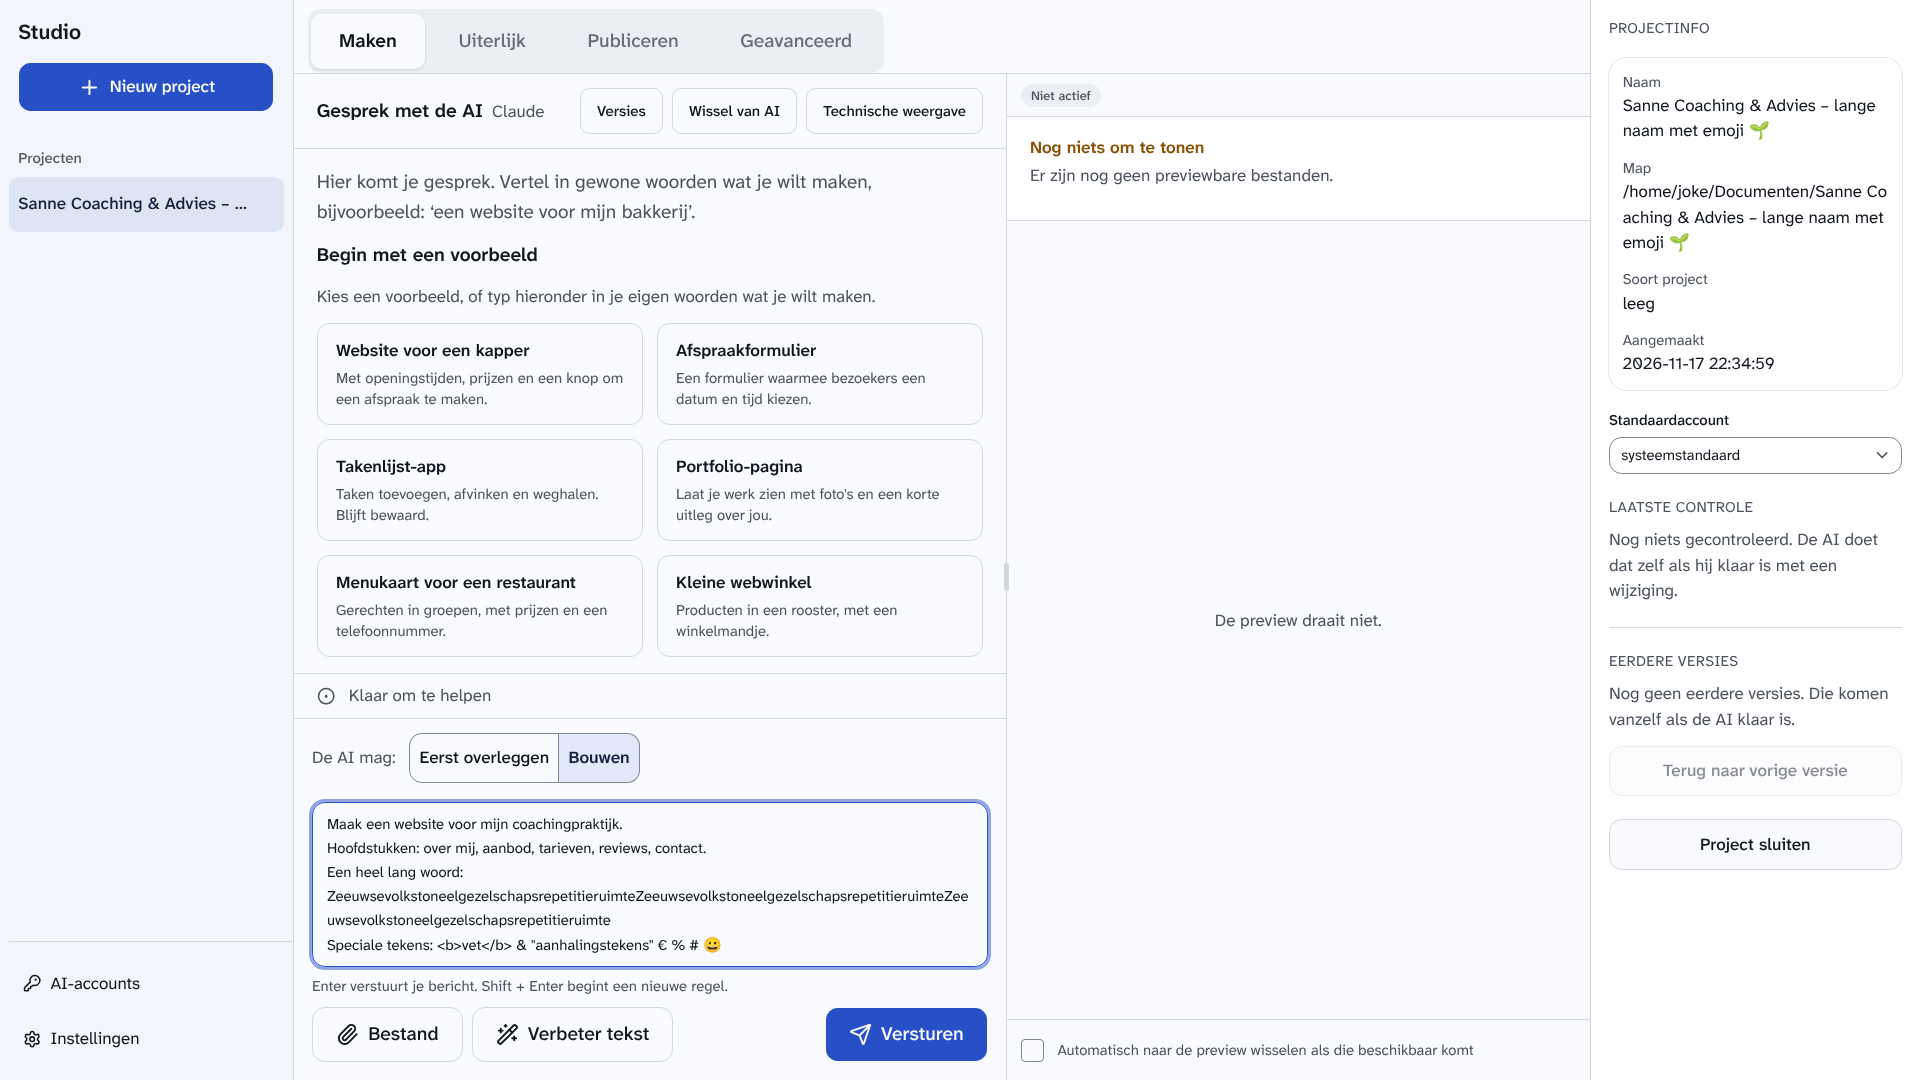 Studio
Nieuw project
Projecten
Sanne Coaching & Advies – ...
AI-accounts
Instellingen
Maken
Uiterlijk
Publiceren
Geavanceerd
Gesprek met de AI Claude
Versies
Wissel van AI
Technische weergave
Hier komt je gesprek. Vertel in gewone woorden wat je wilt maken,
bijvoorbeeld: ‘een website voor mijn bakkerij’.
Begin met een voorbeeld
Kies een voorbeeld, of typ hieronder in je eigen woorden wat je wilt maken.
Website voor een kapper
Met openingstijden, prijzen en een knop om
een afspraak te maken.
Afspraakformulier
Een formulier waarmee bezoekers een
datum en tijd kiezen.
Takenlijst-app
Taken toevoegen, afvinken en weghalen.
Blijft bewaard.
Portfolio-pagina
Laat je werk zien met foto's en een korte
uitleg over jou.
Menukaart voor een restaurant
Gerechten in groepen, met prijzen en een
telefoonnummer.
Kleine webwinkel
Producten in een rooster, met een
winkelmandje.
Klaar om te helpen
De AI mag:
Eerst overleggen
Bouwen
Maak een website voor mijn coachingpraktijk.
Hoofdstukken: over mij, aanbod, tarieven, reviews, contact.
Een heel lang woord:
ZeeuwsevolkstoneelgezelschapsrepetitieruimteZeeuwsevolkstoneelgezelschapsrepetitieruimteZee
uwsevolkstoneelgezelschapsrepetitieruimte
Speciale tekens: <b>vet</b> & "aanhalingstekens" € % # 😀
Enter verstuurt je bericht. Shift + Enter begint een nieuwe regel.
Bestand
Verbeter tekst
Versturen
Niet actief
Nog niets om te tonen
Er zijn nog geen previewbare bestanden.
De preview draait niet.
Automatisch naar de preview wisselen als die beschikbaar komt
PROJECTINFO
Naam
Sanne Coaching & Advies – lange
naam met emoji 🌱
Map
/home/joke/Documenten/Sanne Co
aching & Advies – lange naam met
emoji 🌱
Soort project
leeg
Aangemaakt
2026-11-17 22:34:59
Standaardaccount
systeemstandaard
LAATSTE CONTROLE
Nog niets gecontroleerd. De AI doet
dat zelf als hij klaar is met een
wijziging.
EERDERE VERSIES
Nog geen eerdere versies. Die komen
vanzelf als de AI klaar is.
Terug naar vorige versie
Project sluiten